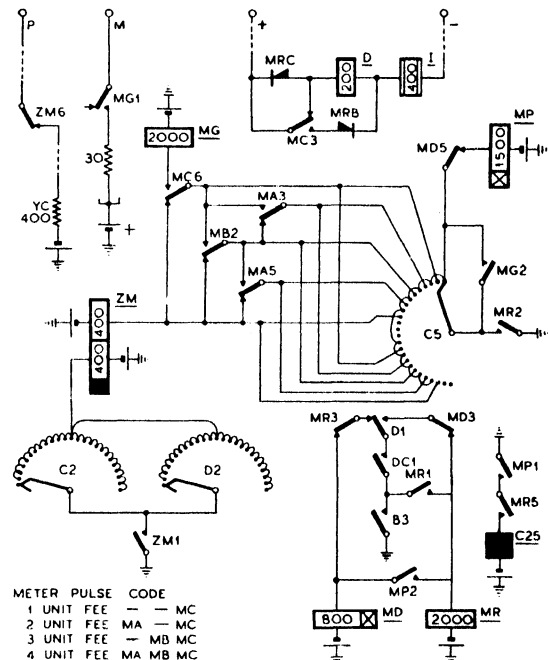 P M + -
MRC D I
200 400
ZM6 MG1 MG MRB MP
2000 MC3 MD5 1500
30 MC6
YC 400 MA3
+ MB2 MG2
MA5
ZM MR2
400 C5
400
MR3 MD3
D1
C2 D2 DC1 MR1 MP1
B3 MR5
ZM1 C25
MP2
METER PULSE CODE
1 UNIT FEE — — MC 800 MD 2000 MR
2 UNIT FEE MA — MC
3 UNIT FEE — MB MC
4 UNIT FEE MA MB MC